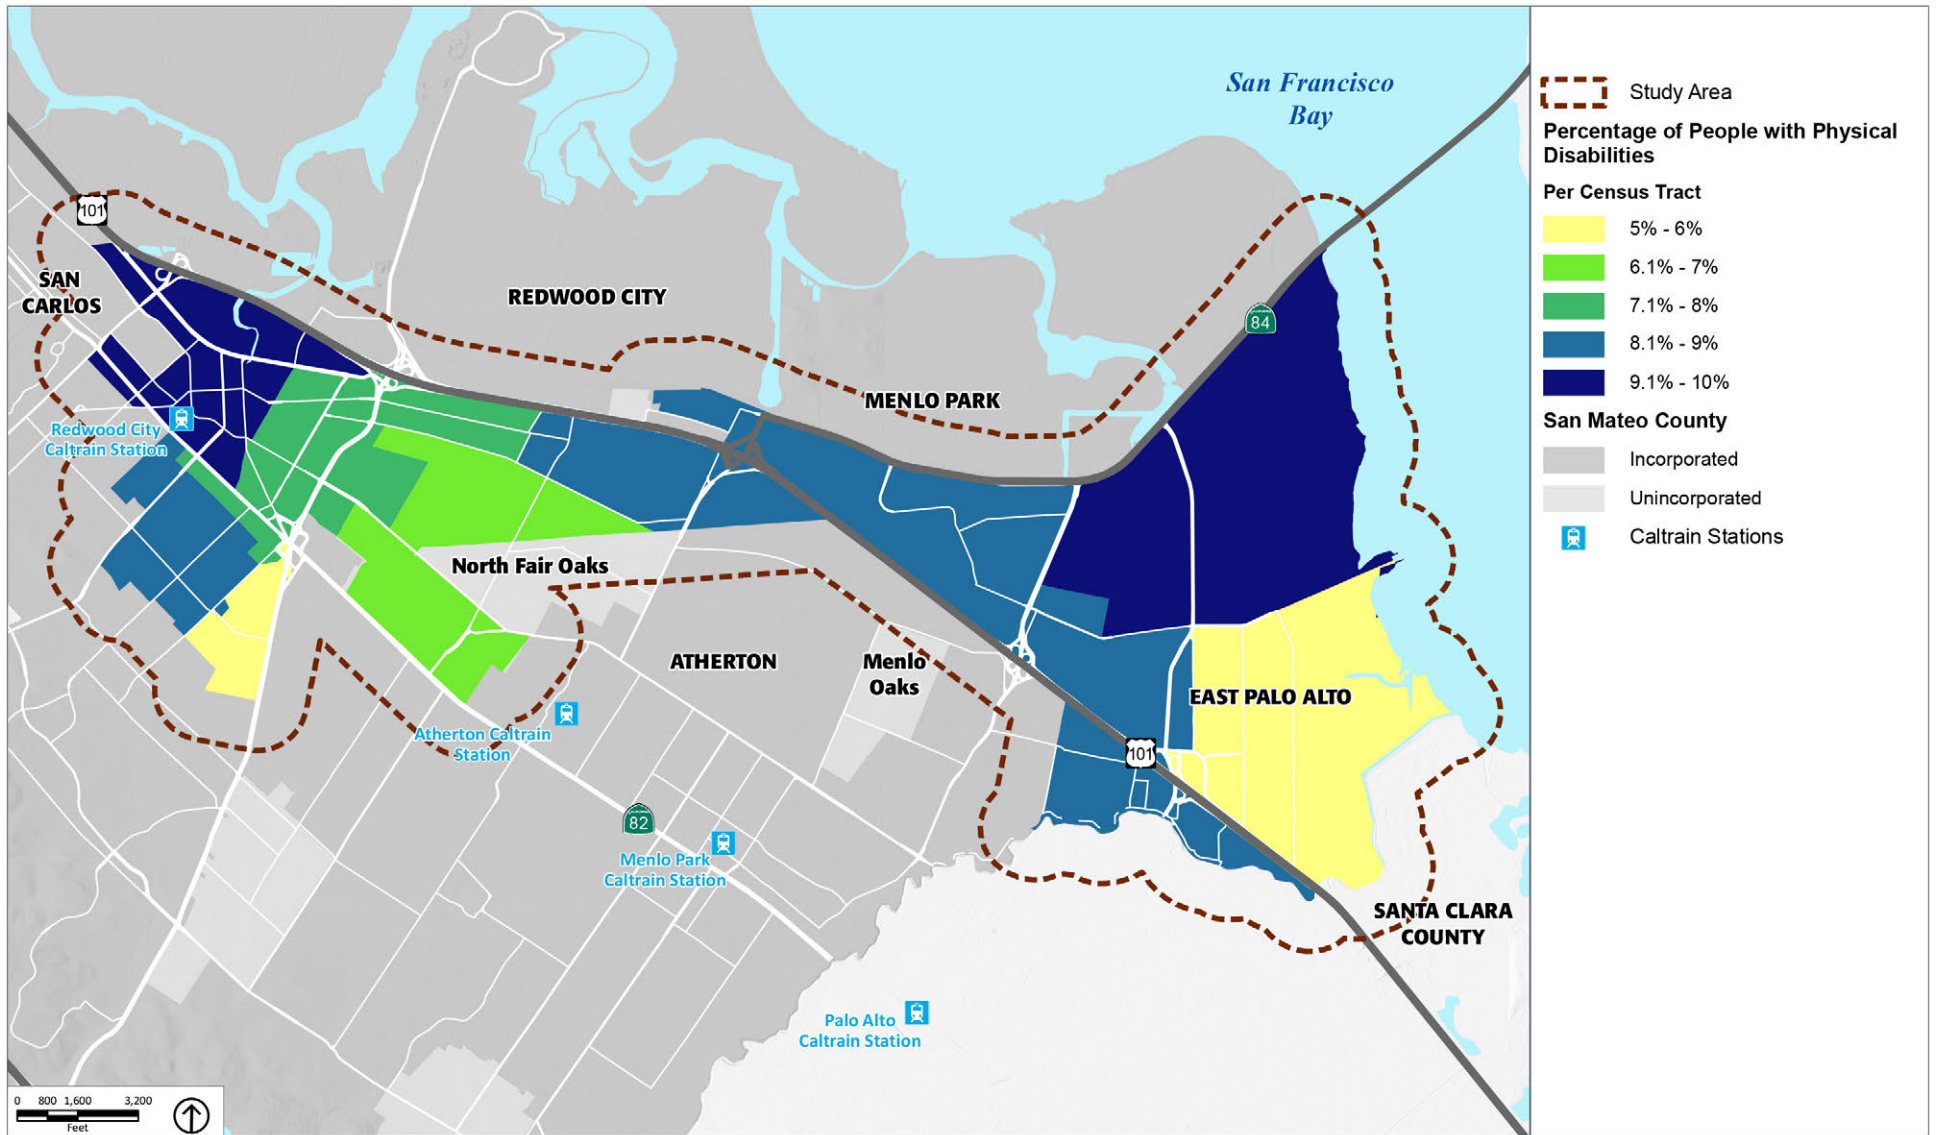 San Francisco
Bay
101
SAN
CARLOS
REDWOOD CITY
CALIFORNIA
84
MENLO PARK
Redwood City
Caltrain Station
North Fair Oaks
ATHERTON
Menlo
Oaks
EAST PALO ALTO
Atherton Caltrain
Station
101
CALIFORNIA
82
Menlo Park
Caltrain Station
SANTA CLARA
COUNTY
Palo Alto
Caltrain Station
0 800 1,600 3,200
Feet
Study Area
Percentage of People with Physical
Disabilities
Per Census Tract
5% - 6%
6.1% - 7%
7.1% - 8%
8.1% - 9%
9.1% - 10%
San Mateo County
Incorporated
Unincorporated
Caltrain Stations